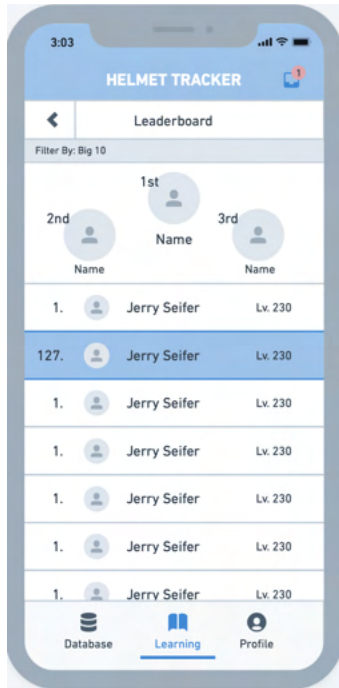 3:03
HELMET TRACKER
1
Leaderboard
Filter By: Big 10
1st
2nd
3rd
Name
Name
Name
1. Jerry Seifer Lv. 230
127. Jerry Seifer Lv. 230
1. Jerry Seifer Lv. 230
1. Jerry Seifer Lv. 230
1. Jerry Seifer Lv. 230
1. Jerry Seifer Lv. 230
1. Jerry Seifer Lv. 230
Database Learning Profile